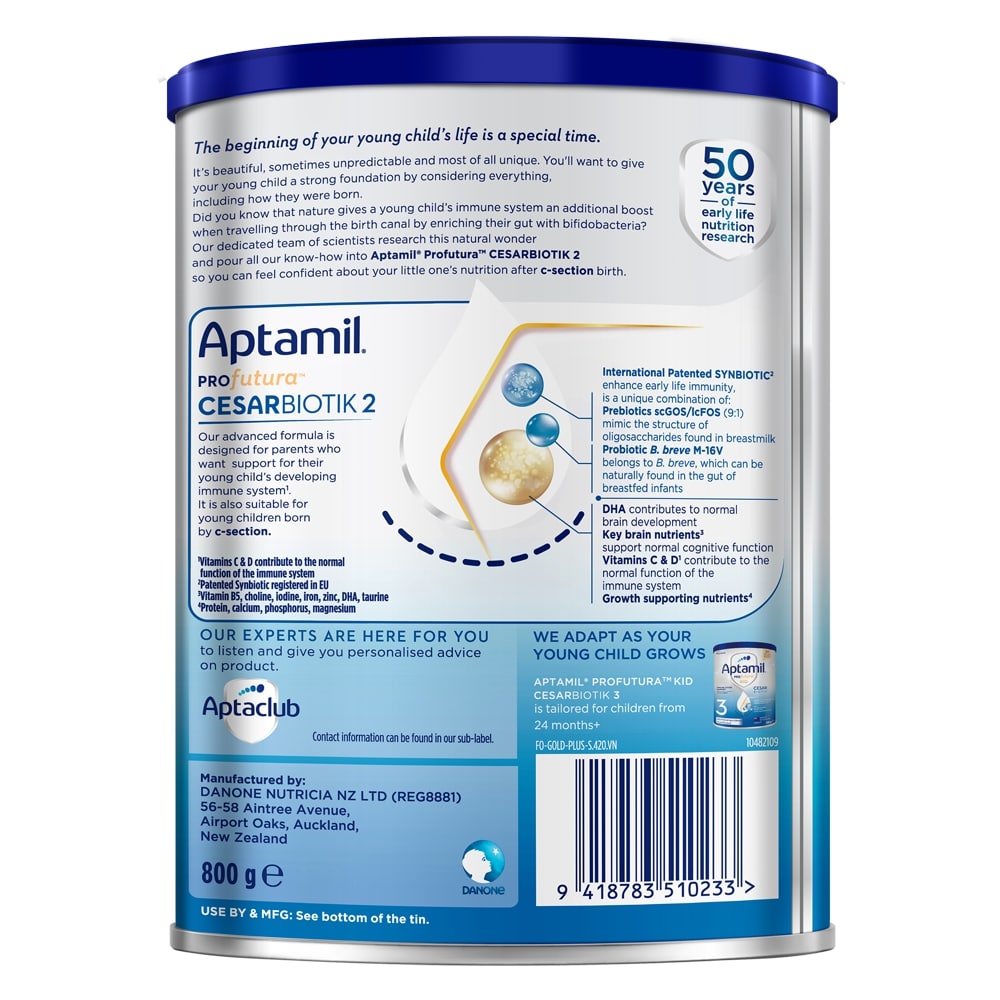 The beginning of your young child's life is a special time.
It's beautiful, sometimes unpredictable and most of all unique. You'll want to give
your young child a strong foundation by considering everything,
including how they were born.
Did you know that nature gives a young child's immune system an additional boost
when travelling through the birth canal by enriching their gut with bifidobacteria?
Our dedicated team of scientists research this natural wonder
and pour all our know-how into Aptamil® Profutura™ CESARBIOTIK 2
so you can feel confident about your little one's nutrition after c-section birth.
50
years
of
early life
nutrition
research
Aptamil®
PROfutura™
CESARBIOTIK 2
Our advanced formula is
designed for parents who
want support for their
young child's developing
immune system¹.
It is also suitable for
young children born
by c-section.
¹Vitamins C & D contribute to the normal
function of the immune system
²Patented Synbiotic registered in EU
³Vitamin B5, choline, iodine, iron, zinc, DHA, taurine
⁴Protein, calcium, phosphorus, magnesium
International Patented SYNBIOTIC²
enhance early life immunity,
is a unique combination of:
Prebiotics scGOS/lcFOS (9:1)
mimic the structure of
oligosaccharides found in breastmilk
Probiotic B. breve M-16V
belongs to B. breve, which can be
naturally found in the gut of
breastfed infants
DHA contributes to normal
brain development
Key brain nutrients³
support normal cognitive function
Vitamins C & D¹ contribute to the
normal function of the
immune system
Growth supporting nutrients⁴
OUR EXPERTS ARE HERE FOR YOU
to listen and give you personalised advice
on product.
Aptaclub
Contact information can be found in our sub-label.
WE ADAPT AS YOUR
YOUNG CHILD GROWS
APTAMIL® PROFUTURA™ KID
CESARBIOTIK 3
is tailored for children from
24 months+
Aptamil
3
FO-GOLD-PLUS-S.420.VN
10482109
Manufactured by:
DANONE NUTRICIA NZ LTD (REG8881)
56-58 Aintree Avenue,
Airport Oaks, Auckland,
New Zealand
800 g ℮
DANONE
USE BY & MFG: See bottom of the tin.
9 418783 510233 >